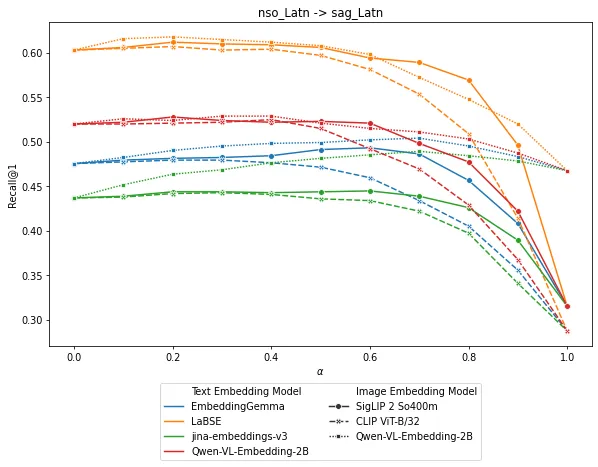 nso_Latn -> sag_Latn
Recall@1
0.60
0.55
0.50
0.45
0.40
0.35
0.30
0.0 0.2 0.4 0.6 0.8 1.0
α
Text Embedding Model Image Embedding Model
EmbeddingGemma SigLIP 2 So400m
LaBSE CLIP ViT-B/32
jina-embeddings-v3 Qwen-VL-Embedding-2B
Qwen-VL-Embedding-2B